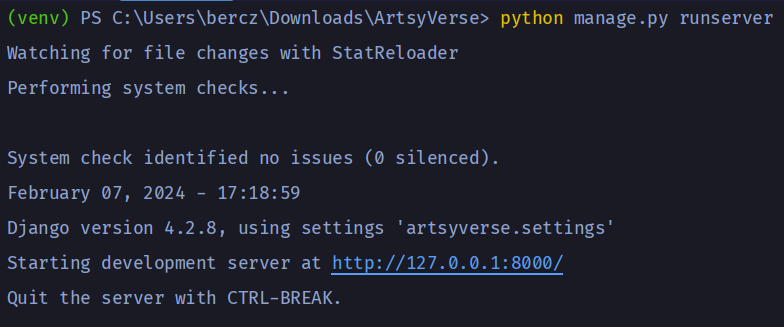 (venv) PS C:\Users\bercz\Downloads\ArtsyVerse> python manage.py runserver
Watching for file changes with StatReloader
Performing system checks...
System check identified no issues (0 silenced).
February 07, 2024 - 17:18:59
Django version 4.2.8, using settings 'artsyverse.settings'
Starting development server at http://127.0.0.1:8000/
Quit the server with CTRL-BREAK.